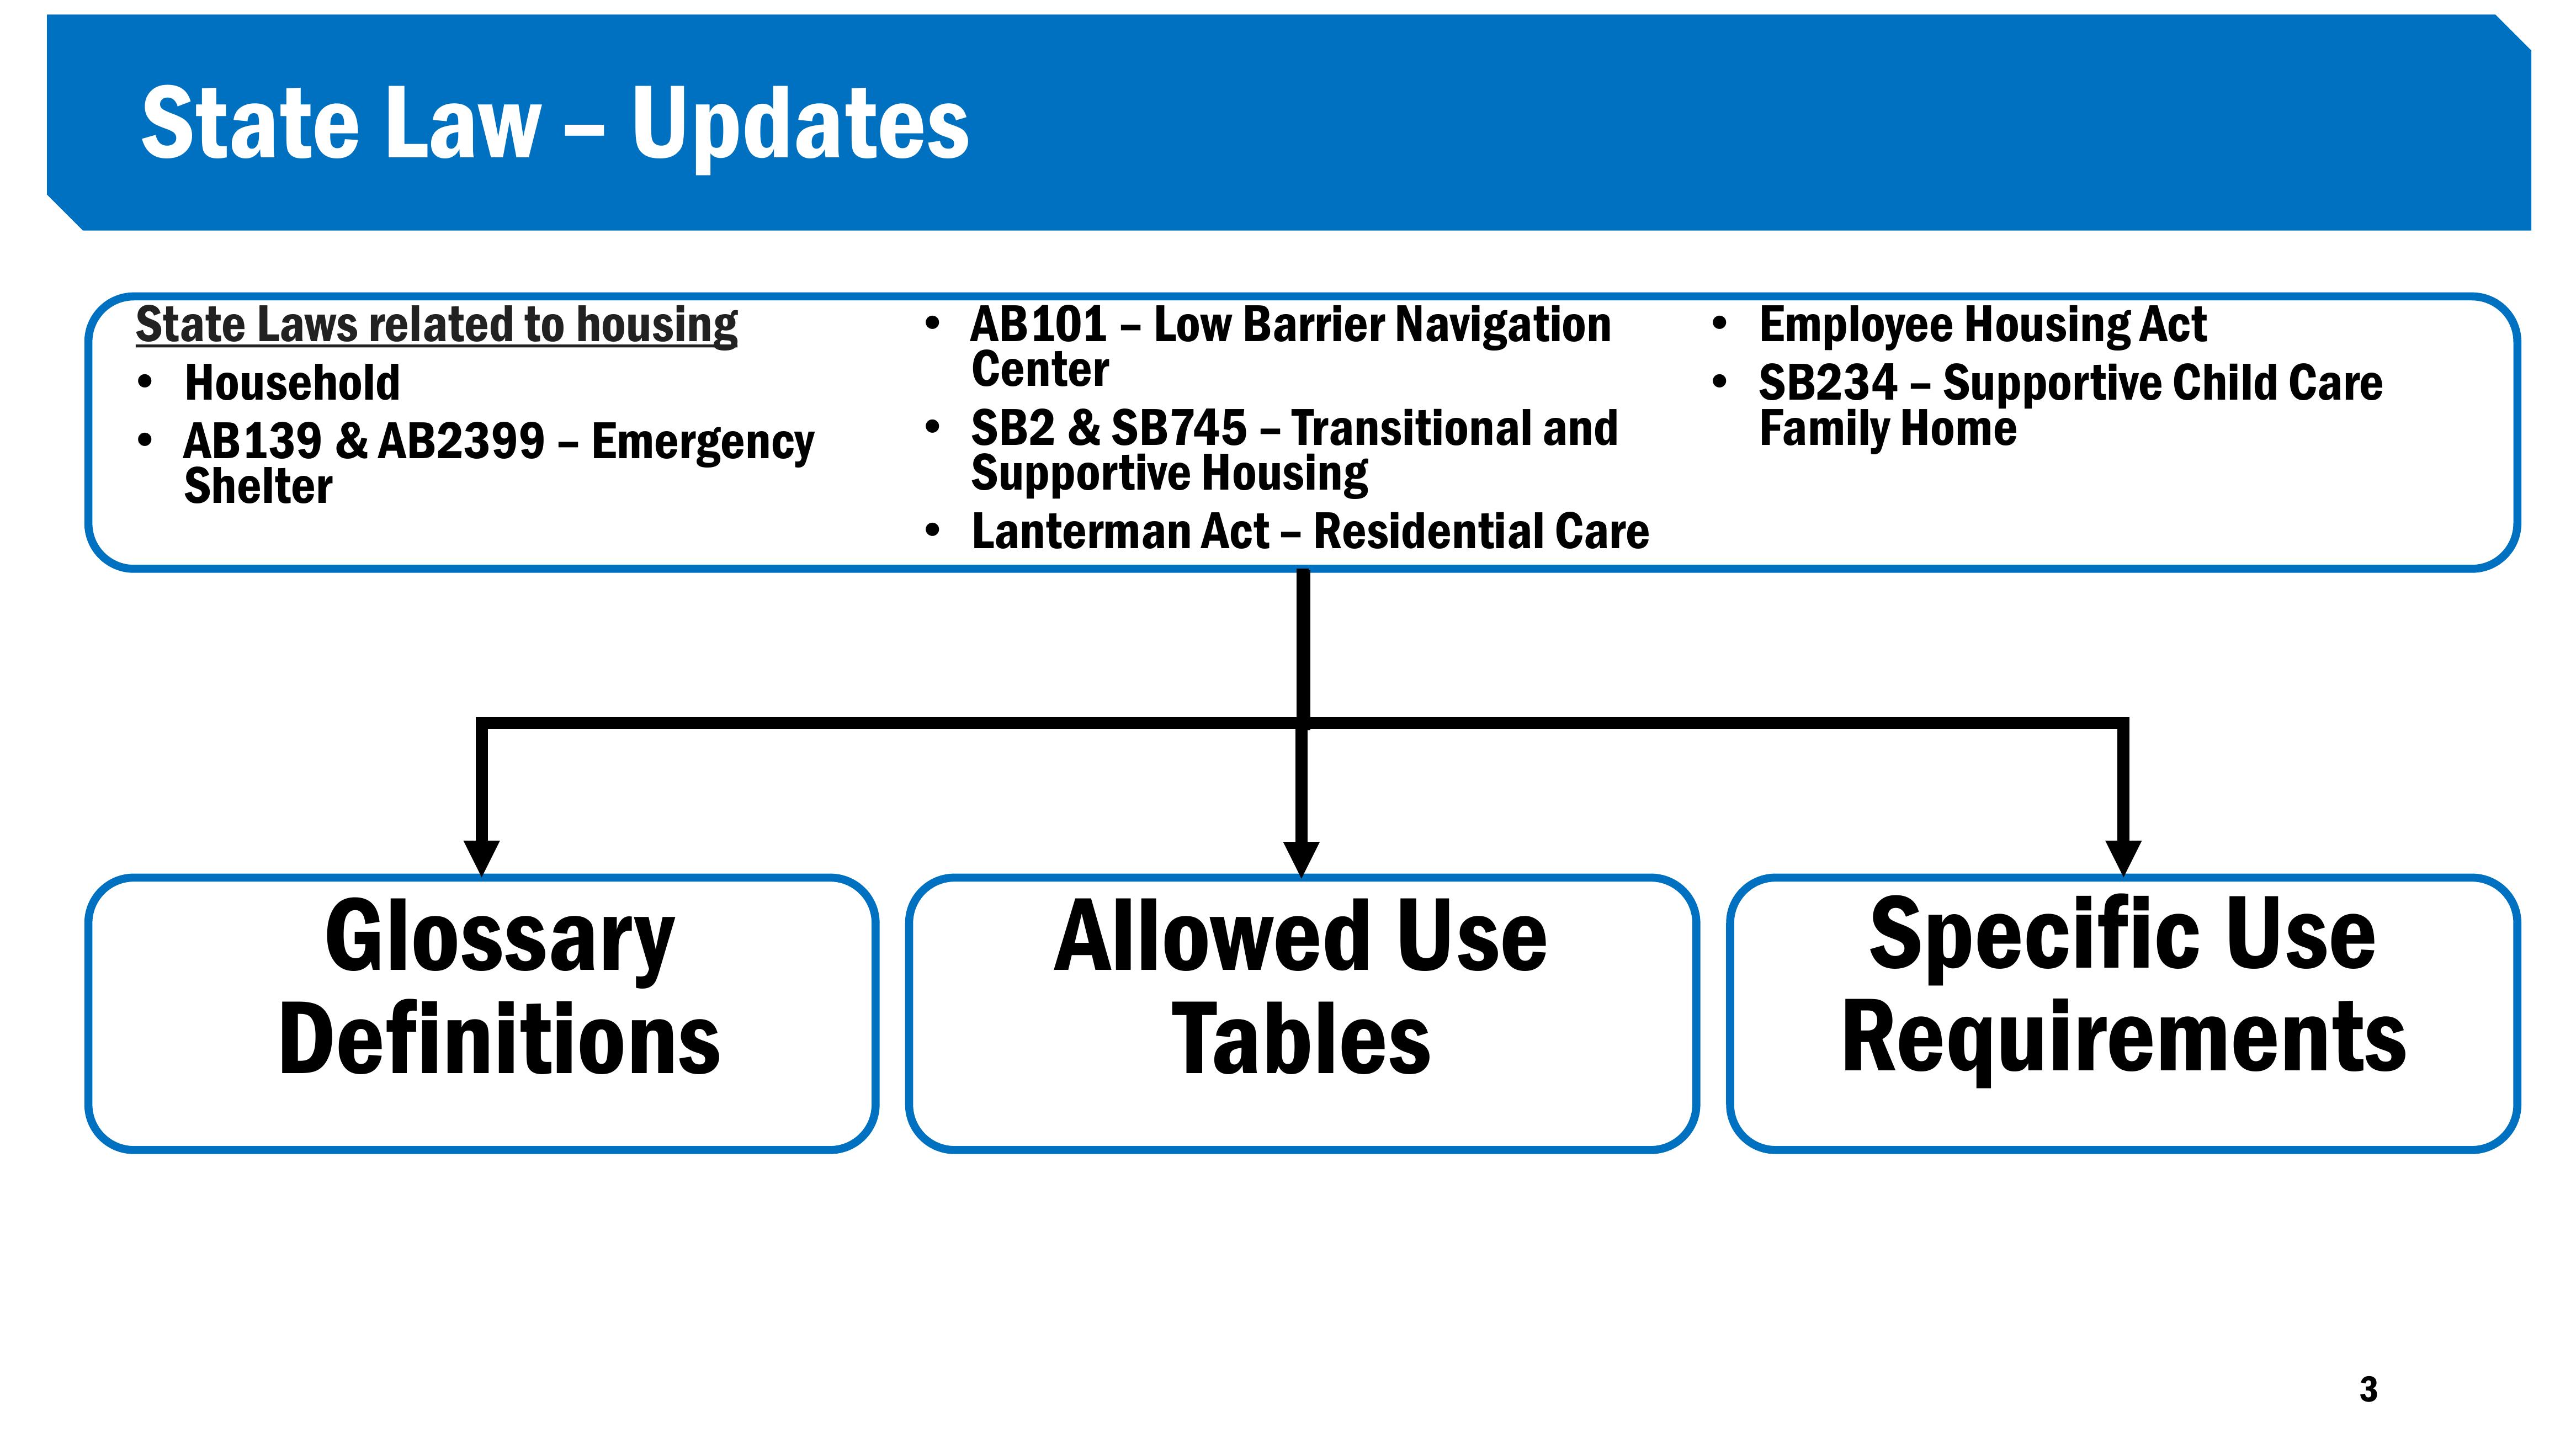 State Law – Updates
State Laws related to housing
• Household
• AB139 & AB2399 – Emergency
Shelter
• AB101 – Low Barrier Navigation
Center
• SB2 & SB745 – Transitional and
Supportive Housing
• Lanterman Act – Residential Care
• Employee Housing Act
• SB234 – Supportive Child Care
Family Home
Glossary
Definitions
Allowed Use
Tables
Specific Use
Requirements
3